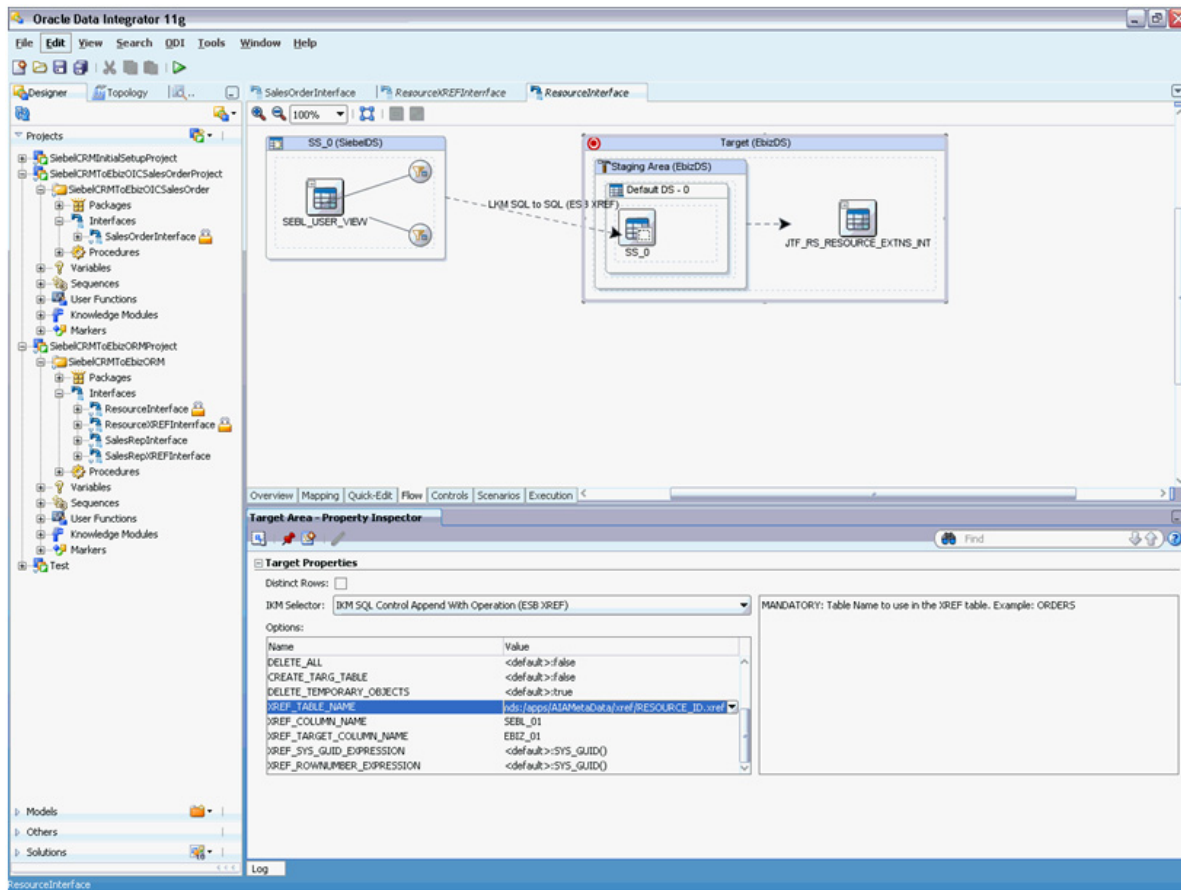 Oracle Data Integrator 11g
File Edit View Search ODI Tools Window Help
Designer Topology
Projects
SiebelCRMInitialSetupProject
SiebelCRMToEbizOICSalesOrderProject
SiebelCRMToEbizOICSalesOrder
Packages
Interfaces
SalesOrderInterface
Procedures
Variables
Sequences
User Functions
Knowledge Modules
Markers
SiebelCRMToEbizORMProject
SiebelCRMToEbizORM
Packages
Interfaces
ResourceInterface
ResourceXREFInterrface
SalesRepInterface
SalesRepXREFInterface
Procedures
Variables
Sequences
User Functions
Knowledge Modules
Markers
Test
Models
Others
Solutions
SalesOrderInterface ResourceXREFInterrface ResourceInterface
100%
SS_0 (SiebelDS)
SEBL_USER_VIEW
LKM SQL to SQL (ESB XREF)
Target (EbizDS)
Staging Area (EbizDS)
Default DS - 0
SS_0
JTF_RS_RESOURCE_EXTNS_INT
Overview Mapping Quick-Edit Flow Controls Scenarios Execution
Target Area - Property Inspector
Find
Target Properties
Distinct Rows:
IKM Selector: IKM SQL Control Append With Operation (ESB XREF)
MANDATORY: Table Name to use in the XREF table. Example: ORDERS
Options:
Name Value
DELETE_ALL <default>:false
CREATE_TARG_TABLE <default>:false
DELETE_TEMPORARY_OBJECTS <default>:true
XREF_TABLE_NAME nds:/apps/AIAMetaData/xref/RESOURCE_ID.xref
XREF_COLUMN_NAME SEBL_01
XREF_TARGET_COLUMN_NAME EBIZ_01
XREF_SYS_GUID_EXPRESSION <default>:SYS_GUID()
XREF_ROWNUMBER_EXPRESSION <default>:SYS_GUID()
Log
ResourceInterface